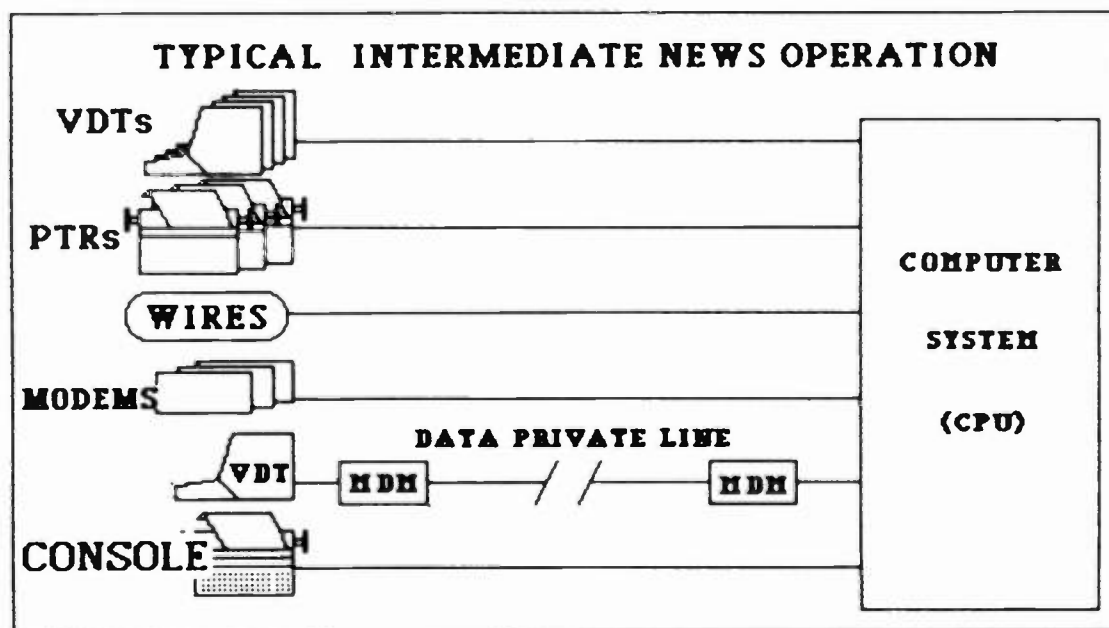 TYPICAL INTERMEDIATE NEWS OPERATION
VDTs
PTRs
WIRES
MODEMS
DATA PRIVATE LINE
VDT
MDM
MDM
CONSOLE
COMPUTER
SYSTEM
(CPU)